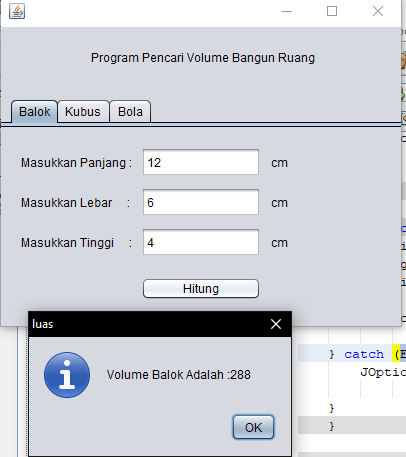 Program Pencari Volume Bangun Ruang
Balok Kubus Bola
Masukkan Panjang : 12 cm
Masukkan Lebar : 6 cm
Masukkan Tinggi : 4 cm
Hitung
luas
Volume Balok Adalah :288
OK
} catch (E
JOptio
}
}